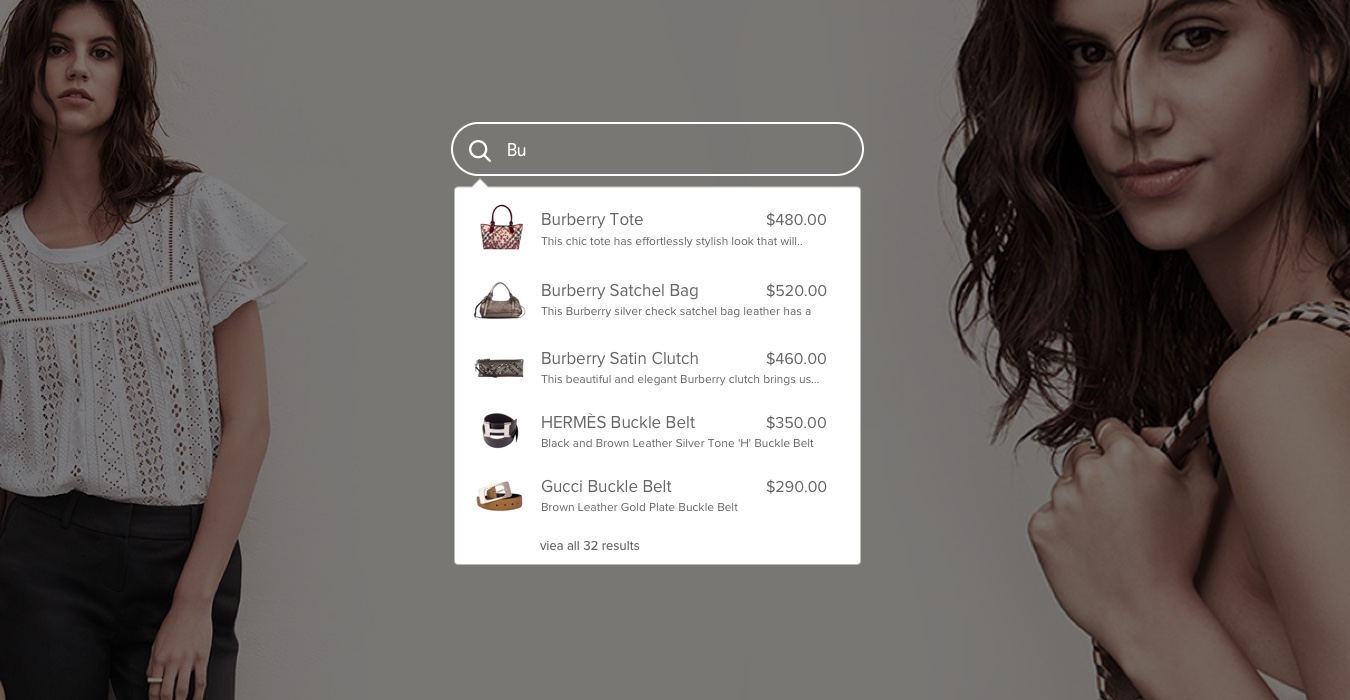 Bu
Burberry Tote $480.00
This chic tote has effortlessly stylish look that will..
Burberry Satchel Bag $520.00
This Burberry silver check satchel bag leather has a
Burberry Satin Clutch $460.00
This beautiful and elegant Burberry clutch brings us...
HERMÈS Buckle Belt $350.00
Black and Brown Leather Silver Tone 'H' Buckle Belt
Gucci Buckle Belt $290.00
Brown Leather Gold Plate Buckle Belt
viea all 32 results